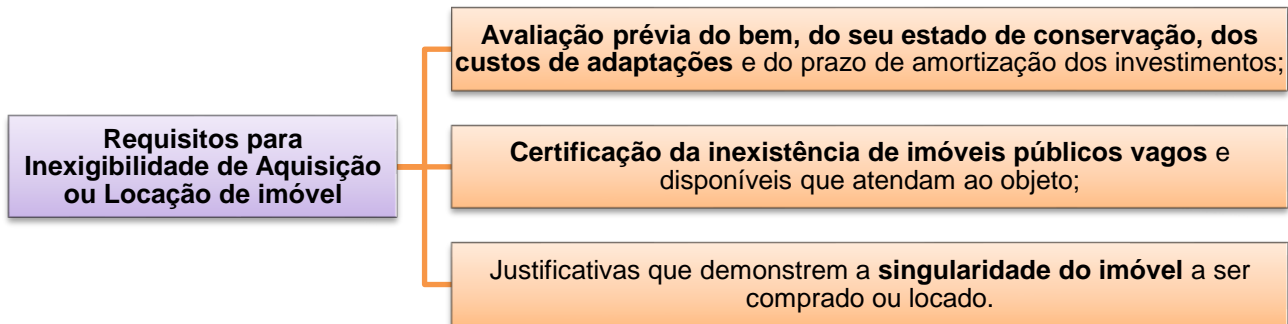 Requisitos para
Inexigibilidade de Aquisição
ou Locação de imóvel
Avaliação prévia do bem, do seu estado de conservação, dos
custos de adaptações e do prazo de amortização dos investimentos;
Certificação da inexistência de imóveis públicos vagos e
disponíveis que atendam ao objeto;
Justificativas que demonstrem a singularidade do imóvel a ser
comprado ou locado.